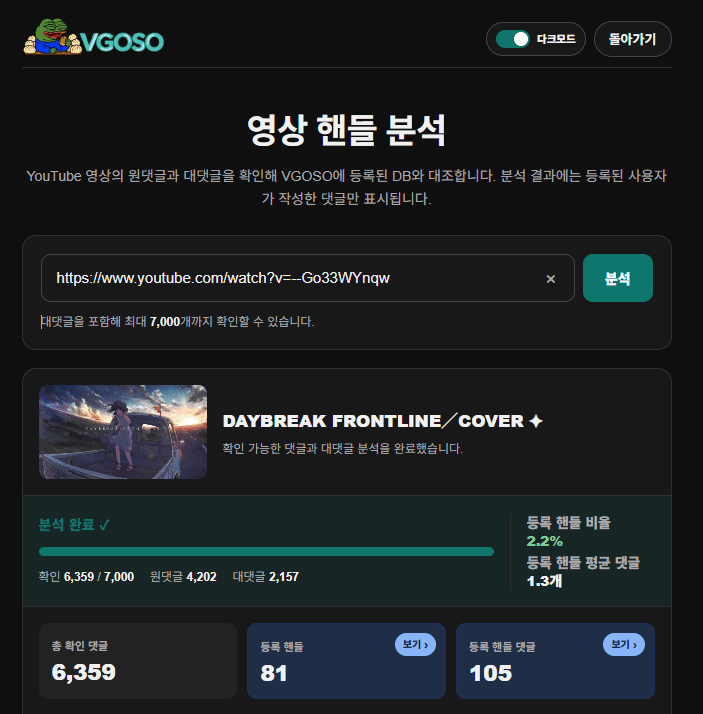 VGOSO
다크모드
돌아가기
영상 핸들 분석
YouTube 영상의 원댓글과 대댓글을 확인해 VGOSO에 등록된 DB와 대조합니다. 분석 결과에는 등록된 사용자
가 작성한 댓글만 표시됩니다.
https://www.youtube.com/watch?v=--Go33WYnqw
×
분석
대댓글을 포함해 최대 7,000개까지 확인할 수 있습니다.
DAYBREAK FRONTLINE／COVER ✦
확인 가능한 댓글과 대댓글 분석을 완료했습니다.
분석 완료 ✓
확인 6,359 / 7,000 원댓글 4,202 대댓글 2,157
등록 핸들 비율
2.2%
등록 핸들 평균 댓글
1.3개
총 확인 댓글
6,359
등록 핸들
보기 ›
81
등록 핸들 댓글
보기 ›
105